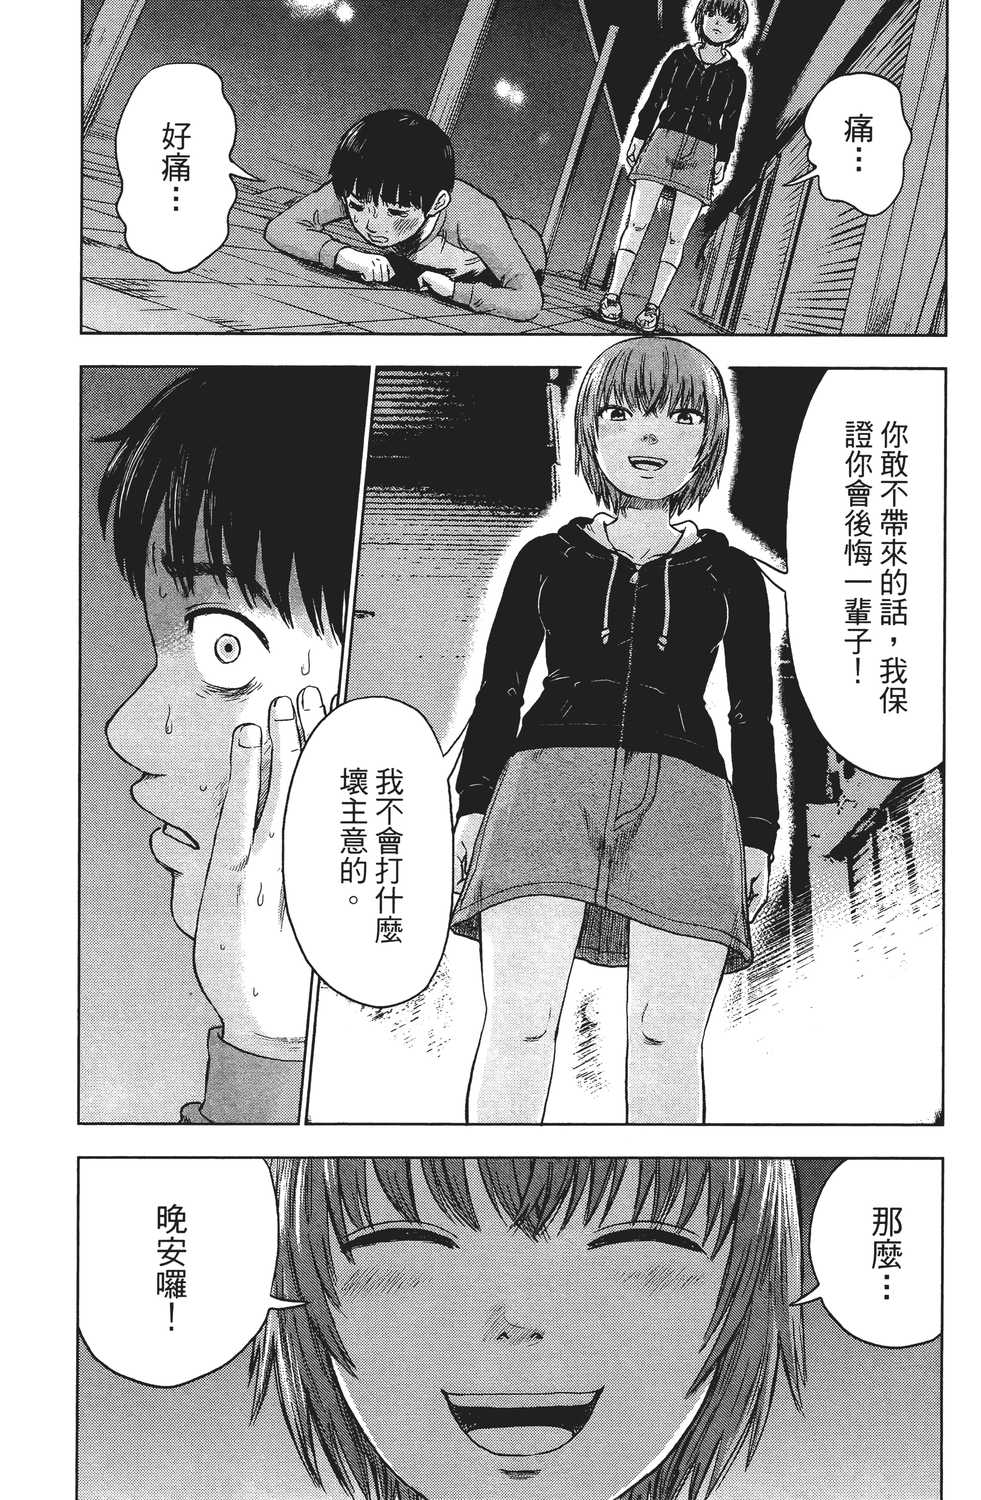 痛…
好痛…
你敢不帶來的話，我保
證你會後悔一輩子！
我不會打什麼
壞主意的。
那麼…
晚安囉！